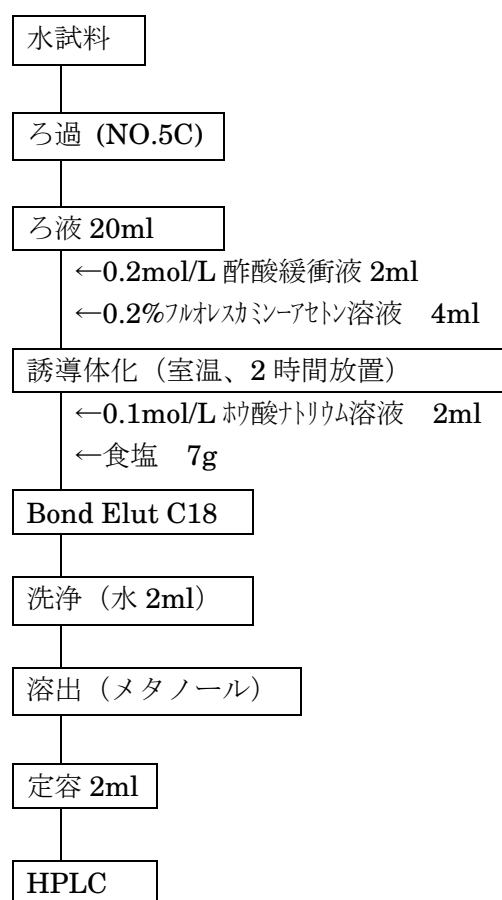 水試料
ろ過 (NO.5C)
ろ液 20ml
←0.2mol/L 酢酸緩衝液 2ml
←0.2%ﾌﾙｵﾚｽｶﾐﾝｰｱｾﾄﾝ溶液　4ml
誘導体化（室温、2 時間放置）
←0.1mol/L ﾎｳ酸ﾅﾄﾘｳﾑ溶液　2ml
←食塩　7g
Bond Elut C18
洗浄（水 2ml）
溶出（メタノール）
定容 2ml
HPLC